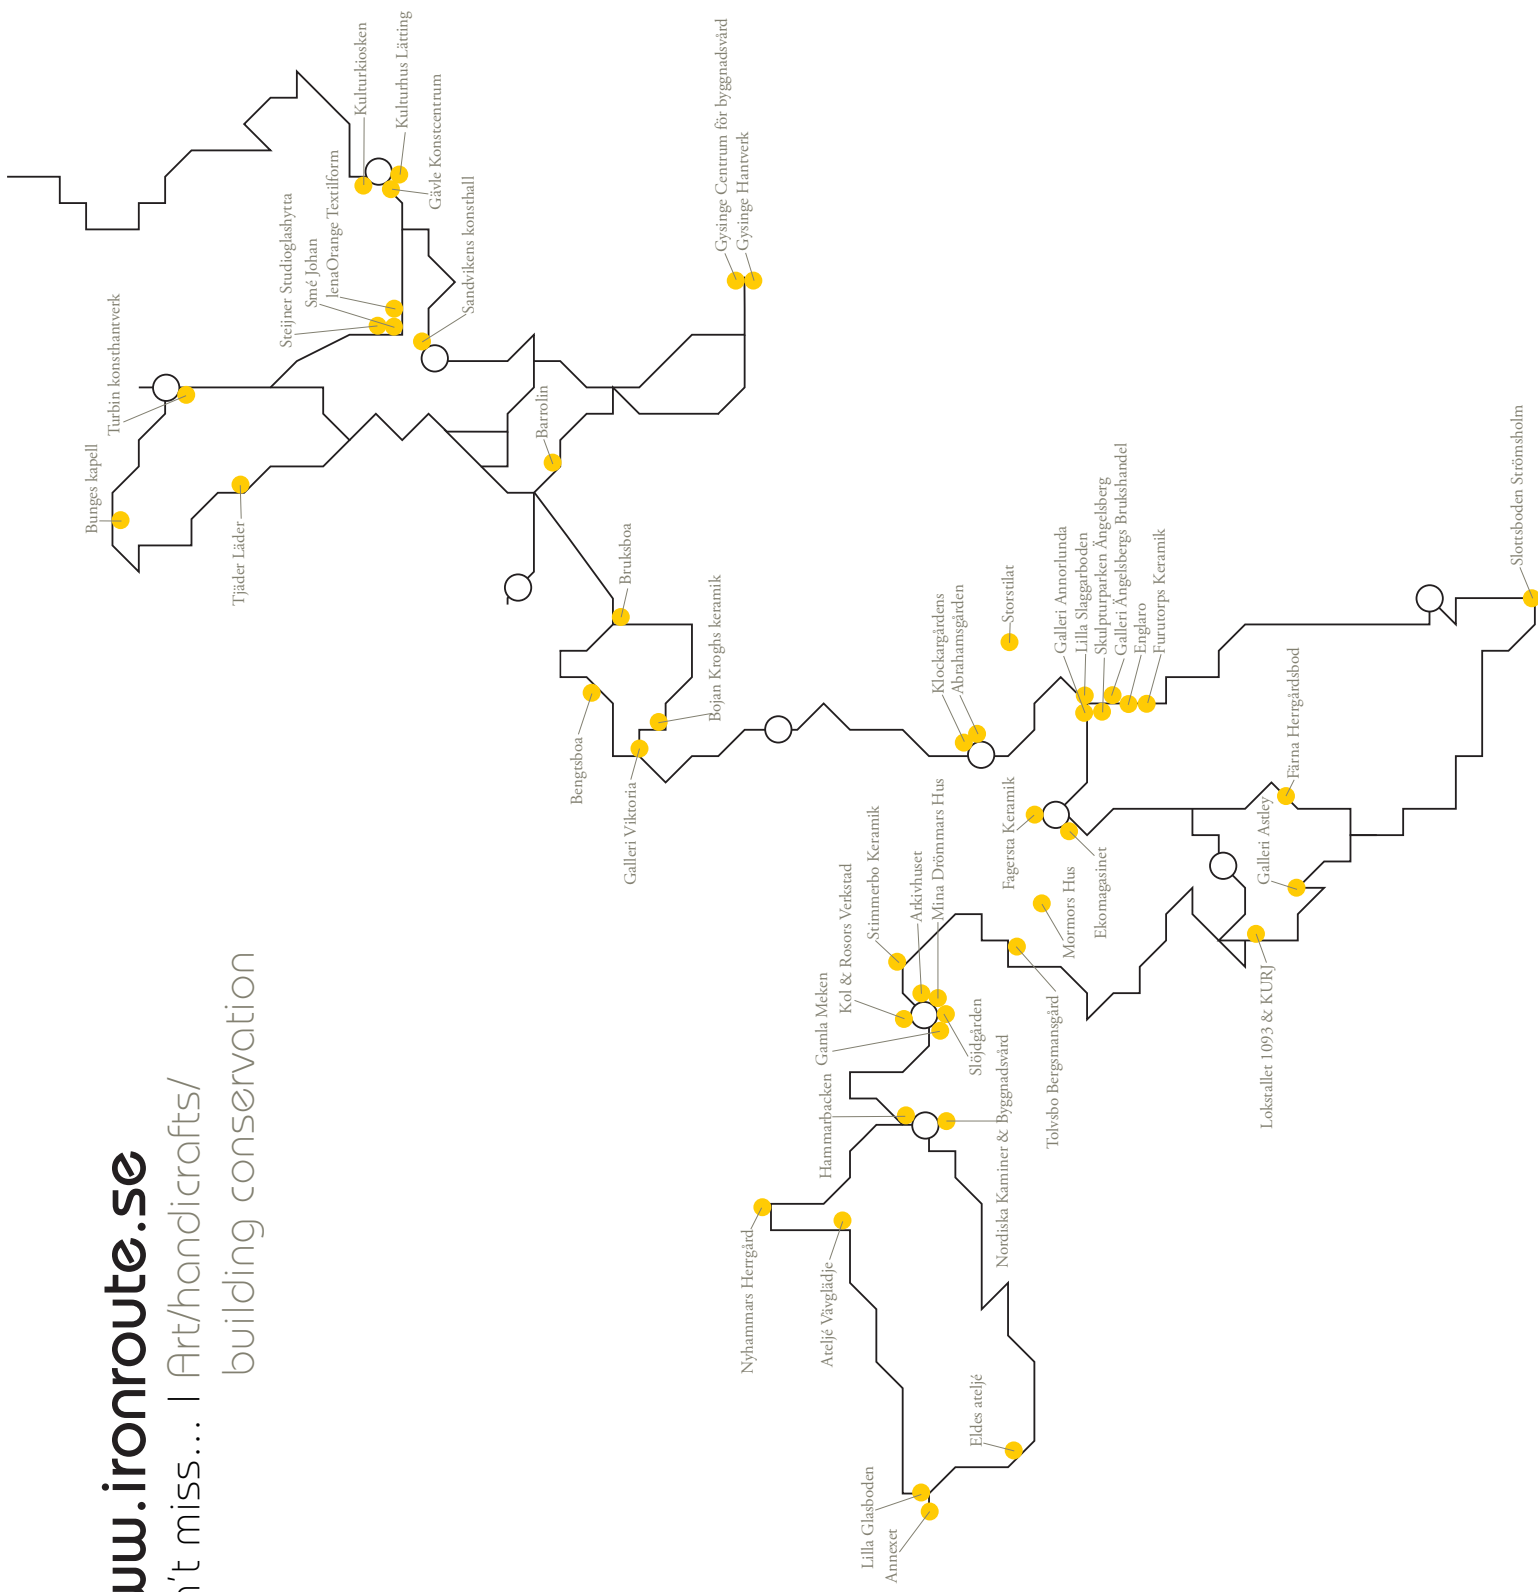 ww.ironroute.se
n't miss... | Art/handicrafts/
building conservation
Bunges kapell
Turbin konsthantverk
Tjäder Läder
Steijner Studioglashytta
Smé Johan
lenaOrange Textilform
Kulturkiosken
Kulturhus Lätting
Gävle Konstcentrum
Sandvikens konsthall
Barrolin
Gysinge Centrum för byggnadsvård
Gysinge Hantverk
Bruksboa
Bengtsboa
Bojan Kroghs keramik
Galleri Viktoria
Klockargårdens
Abrahamsgården
Storstilat
Galleri Annorlunda
Lilla Slaggarboden
Skulpturparken Ängelsberg
Galleri Ängelsbergs Brukshandel
Englaro
Furutorps Keramik
Slottsboden Strömsholm
Färna Herrgårdsbod
Galleri Astley
Fagersta Keramik
Ekomagasinet
Mormors Hus
Lokstallet 1093 & KURJ
Tolvsbo Bergsmansgård
Stimmerbo Keramik
Arkivhuset
Mina Drömmars Hus
Kol & Rosors Verkstad
Gamla Meken
Slöjdgården
Hammarbacken
Nordiska Kaminer & Byggnadsvård
Nyhammars Herrgård
Ateljé Vävglädje
Eldes ateljé
Lilla Glasboden
Annexet